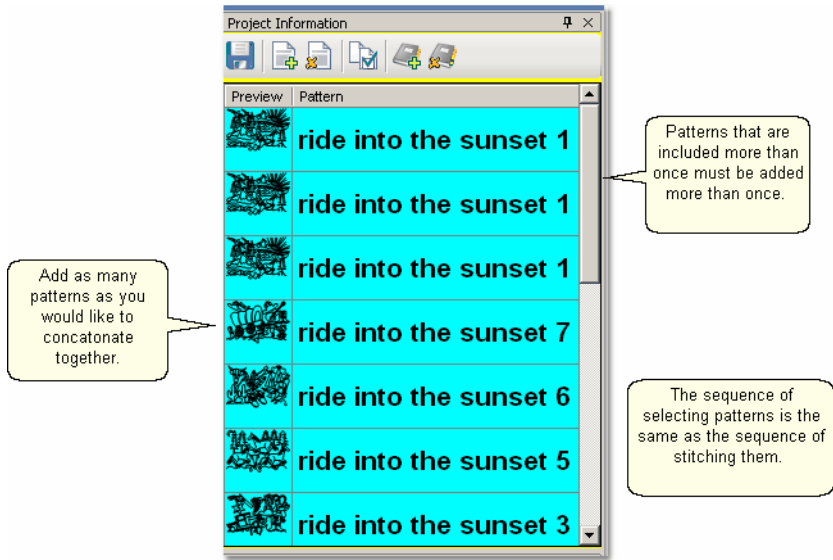 Project Information
Preview Pattern
ride into the sunset 1
ride into the sunset 1
ride into the sunset 1
ride into the sunset 7
ride into the sunset 6
ride into the sunset 5
ride into the sunset 3
Patterns that are
included more than
once must be added
more than once.
Add as many
patterns as you
would like to
concatonate
together.
The sequence of
selecting patterns is the
same as the sequence of
stitching them.